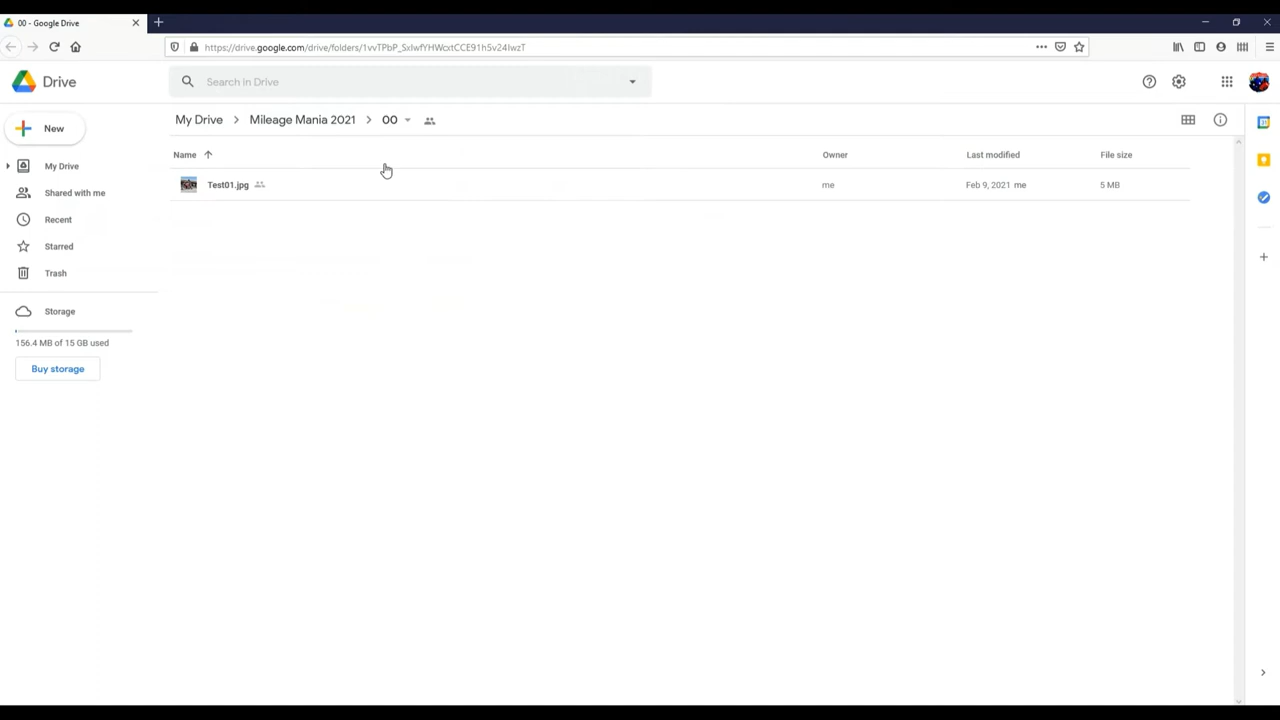 00 - Google Drive
https://drive.google.com/drive/folders/1vvTPbP_SxlwfYHWcxtCCE91h5v24IwzT
Drive
Search in Drive
New
My Drive
Shared with me
Recent
Starred
Trash
Storage
156.4 MB of 15 GB used
Buy storage
My Drive Mileage Mania 2021 00
Name Owner Last modified File size
Test01.jpg me Feb 9, 2021 me 5 MB